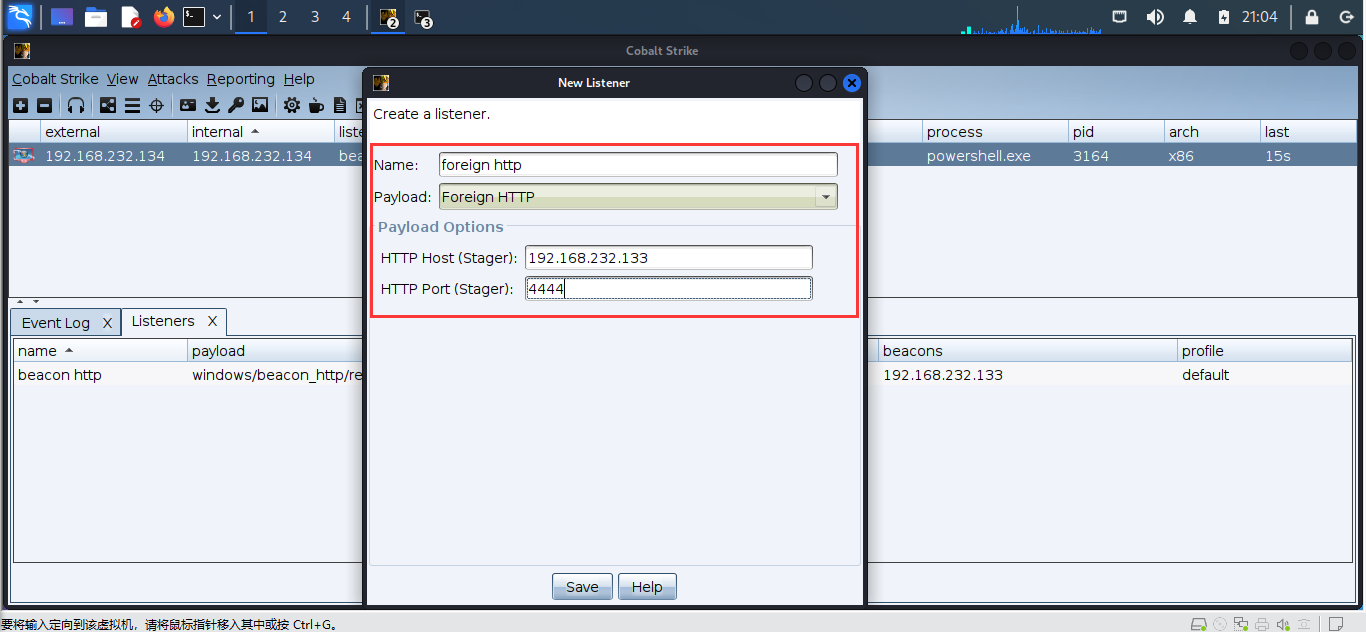 1 2 3 4 2 3 21:04
Cobalt Strike
Cobalt Strike View Attacks Reporting Help
New Listener
Create a listener.
external internal liste process pid arch last
192.168.232.134 192.168.232.134 bea powershell.exe 3164 x86 15s
Name: foreign http
Payload: Foreign HTTP
Payload Options
HTTP Host (Stager): 192.168.232.133
HTTP Port (Stager): 4444
Event Log X Listeners X
name payload beacons profile
beacon http windows/beacon_http/re 192.168.232.133 default
Save Help
要将输入定向到该虚拟机，请将鼠标指针移入其中或按 Ctrl+G。